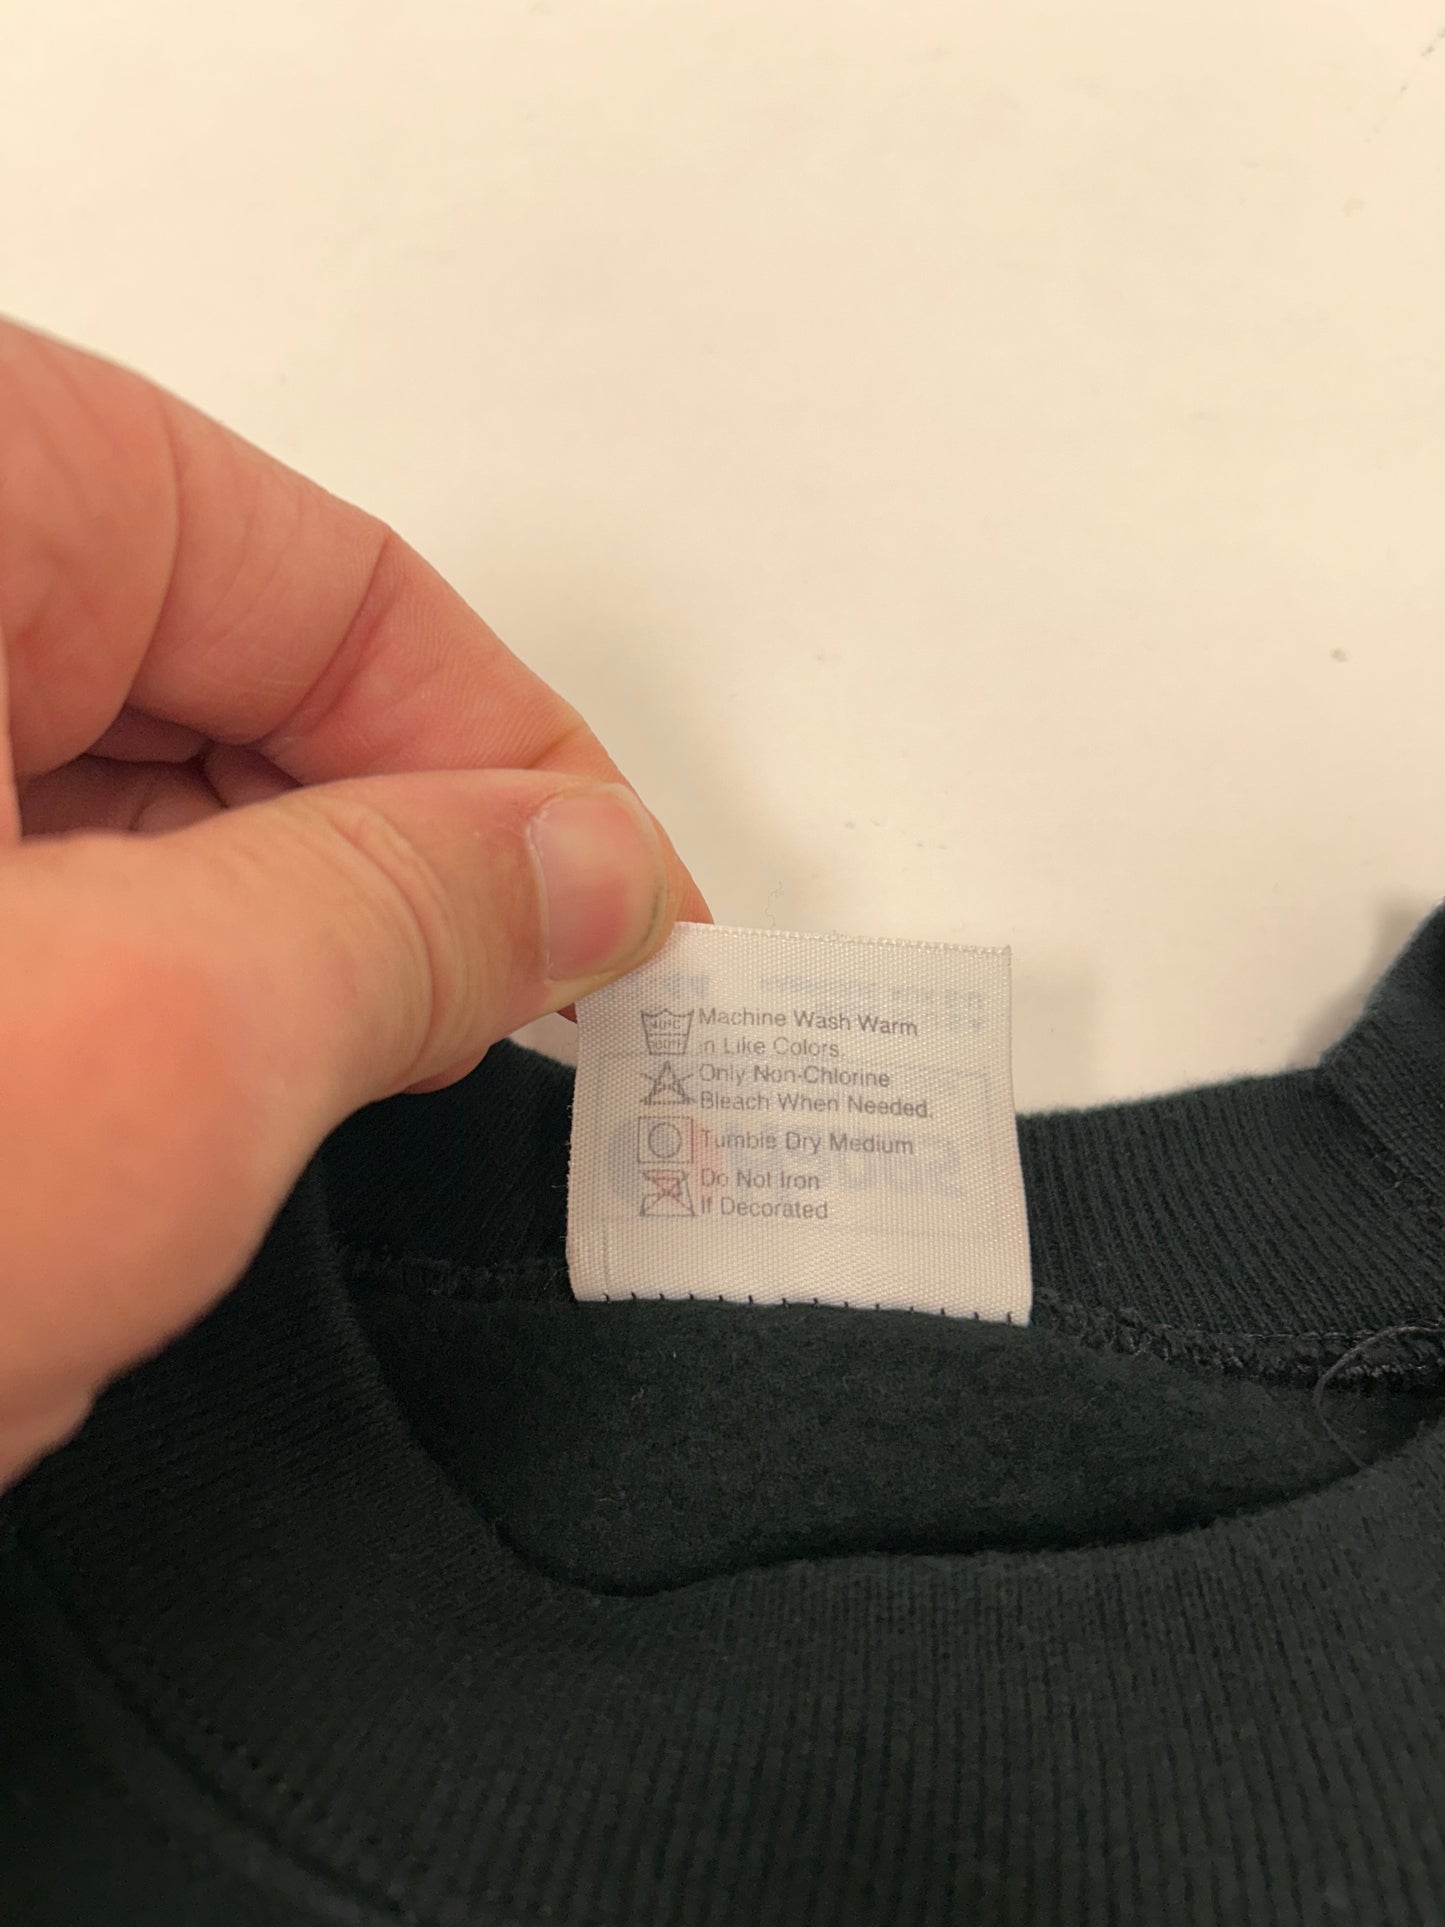 40°C Machine Wash Warm
in Like Colors.
Only Non-Chlorine
Bleach When Needed.
Tumble Dry Medium
Do Not Iron
If Decorated